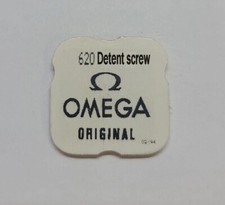 620 Detent screw
Ω
OMEGA
ORIGINAL